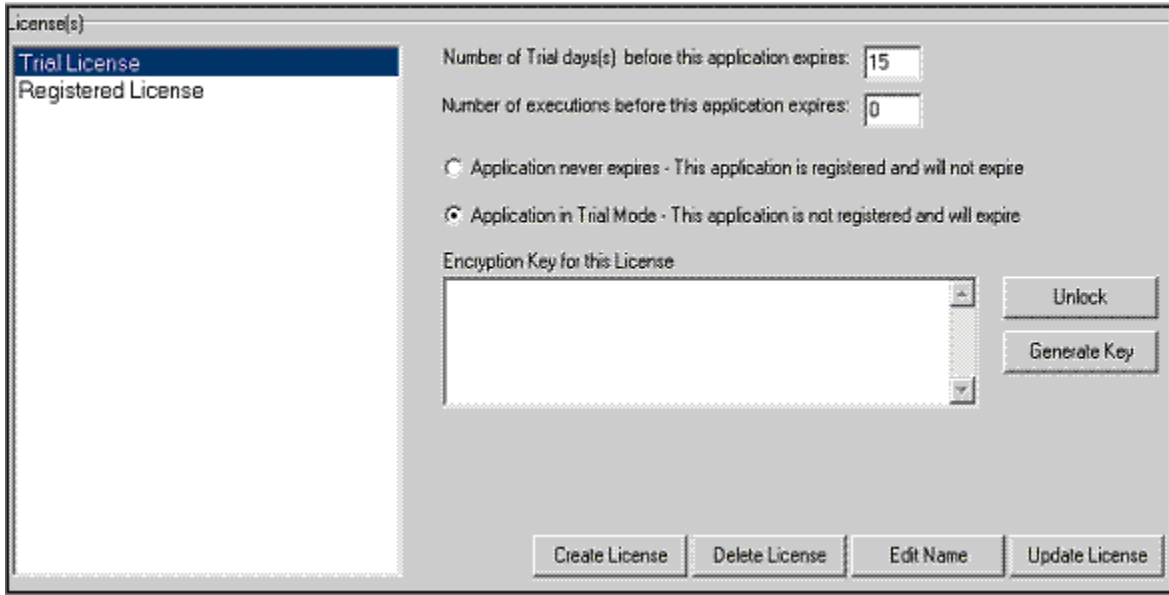 License(s)
Trial License
Registered License
Number of Trial days(s) before this application expires: 15
Number of executions before this application expires: 0
Application never expires - This application is registered and will not expire
Application in Trial Mode - This application is not registered and will expire
Encryption Key for this License
Unlock
Generate Key
Create License
Delete License
Edit Name
Update License